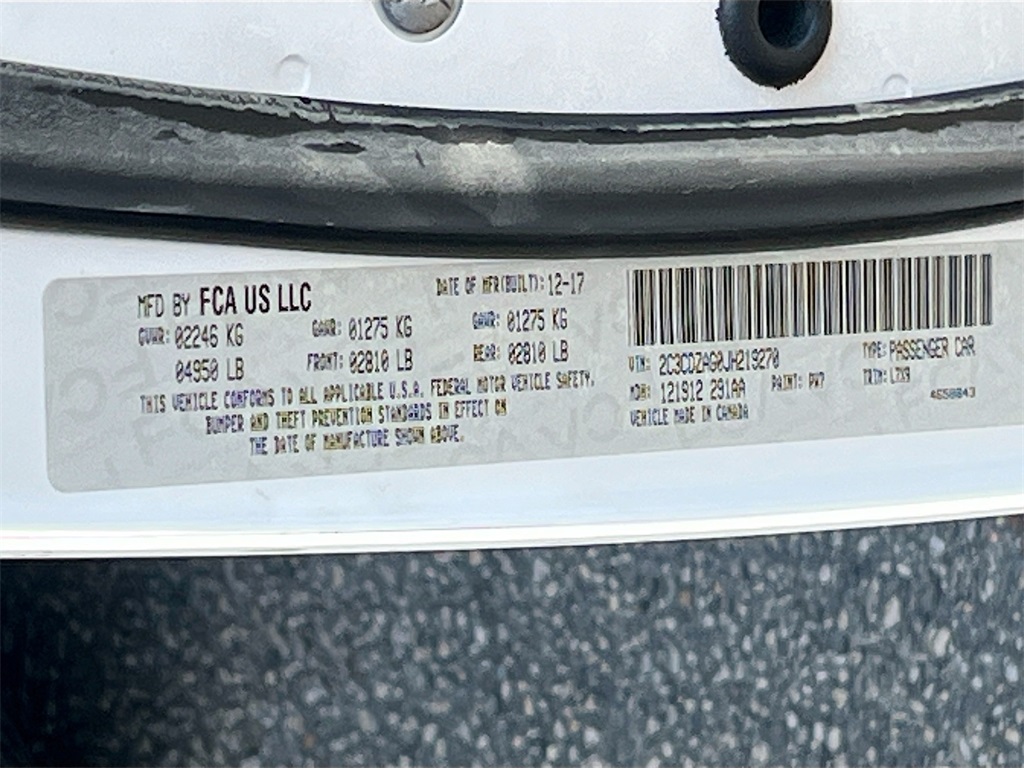 MFD BY FCA US LLC
DATE OF MFR(BUILT): 12-17
GVWR: 02246 KG
GAWR: 01275 KG
GAWR: 01275 KG
04950 LB
FRONT: 02810 LB
REAR: 02810 LB
THIS VEHICLE CONFORMS TO ALL APPLICABLE U.S.A. FEDERAL MOTOR VEHICLE SAFETY,
BUMPER AND THEFT PREVENTION STANDARDS IN EFFECT ON
THE DATE OF MANUFACTURE SHOWN ABOVE.
VIN: 2C3CDZAG0JH219270
TYPE: PASSENGER CAR
MDH: 121912 291AA
PAINT: PW7
TRIM: L7X9
VEHICLE MADE IN CANADA
4650843